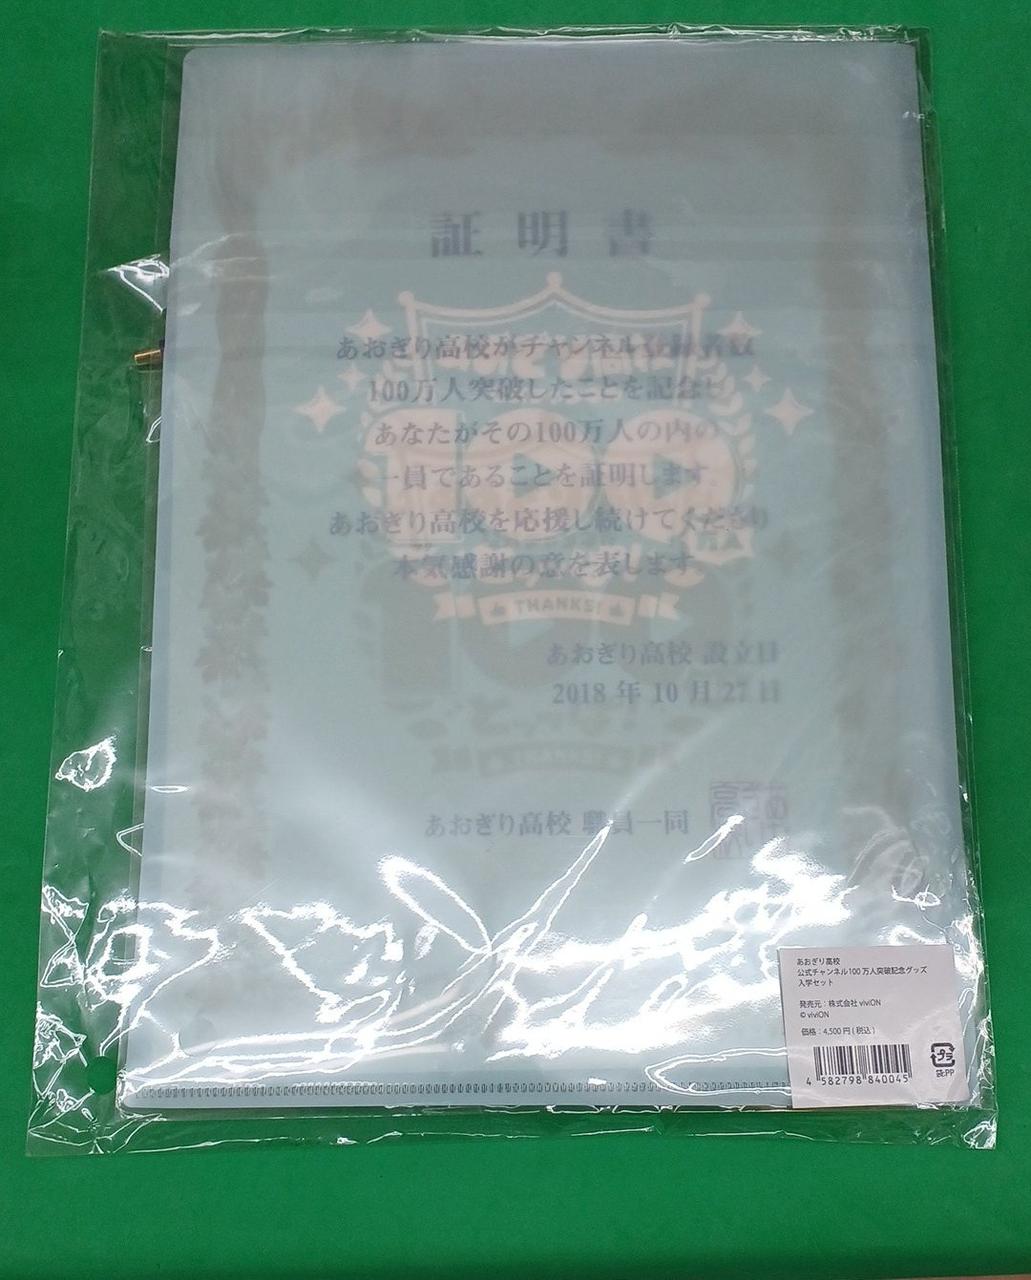 証明書
あおぎり高校がチャンネル登録者数
100万人突破したことを記念し
あなたがその100万人の内の
一員であることを証明します。
あおぎり高校を応援し続けてくださり
本気感謝の意を表します
100
THANKS!
あおぎり高校 設立日
2018年10月27日
あおぎり高校 職員一同
あおぎり高校
公式チャンネル100万人突破記念グッズ
入学セット
発売元：株式会社 viviON
© viviON
価格：4,500円(税込)
4 582798 840045
プラ
袋:PP